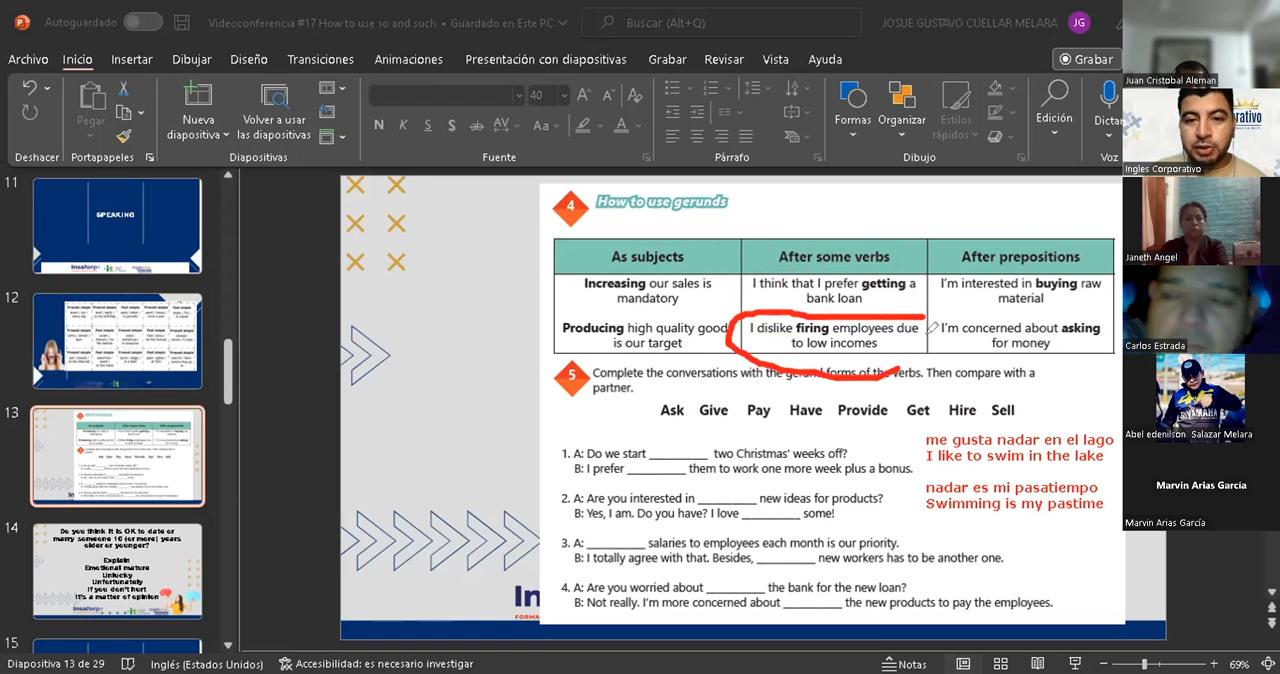 Autoguardado
Videoconferencia #17 How to use so and such • Guardado en Este PC
Buscar (Alt+Q)
JOSUE GUSTAVO CUELLAR MELARA
JG
Archivo Inicio Insertar Dibujar Diseño Transiciones Animaciones Presentación con diapositivas Grabar Revisar Vista Ayuda
Grabar
Pegar
Nueva diapositiva
Volver a usar las diapositivas
40
N K S S ab AV Aa A
Formas
Organizar
Estilos rápidos
Edición
Dictar
Deshacer
Portapapeles
Diapositivas
Fuente
Párrafo
Dibujo
Voz
11
SPEAKING
Insaforp
12
13
14
Do you think it is OK to date or
marry someone 10 (or more) years
older or younger?
Explain
Emotional mature
Unlucky
Unfortunately
If you don't hurt
It's a matter of opinion
15
4
How to use gerunds
As subjects
After some verbs
After prepositions
Increasing our sales is
mandatory
I think that I prefer getting a
bank loan
I'm interested in buying raw
material
Producing high quality good
is our target
I dislike firing employees due
to low incomes
I'm concerned about asking
for money
5
Complete the conversations with the gerund forms of the verbs. Then compare with a
partner.
Ask Give Pay Have Provide Get Hire Sell
1. A: Do we start __________ two Christmas' weeks off?
B: I prefer __________ them to work one more week plus a bonus.
2. A: Are you interested in __________ new ideas for products?
B: Yes, I am. Do you have? I love __________ some!
3. A: __________ salaries to employees each month is our priority.
B: I totally agree with that. Besides, __________ new workers has to be another one.
4. A: Are you worried about __________ the bank for the new loan?
B: Not really. I'm more concerned about __________ the new products to pay the employees.
me gusta nadar en el lago
I like to swim in the lake
nadar es mi pasatiempo
Swimming is my pastime
In
FORMA
Juan Cristobal Aleman
Ingles Corporativo
Janeth Angel
Carlos Estrada
YAMAHA
Abel edenilson Salazar Melara
Marvin Arias García
Marvin Arias García
Diapositiva 13 de 29
Inglés (Estados Unidos)
Accesibilidad: es necesario investigar
Notas
69%